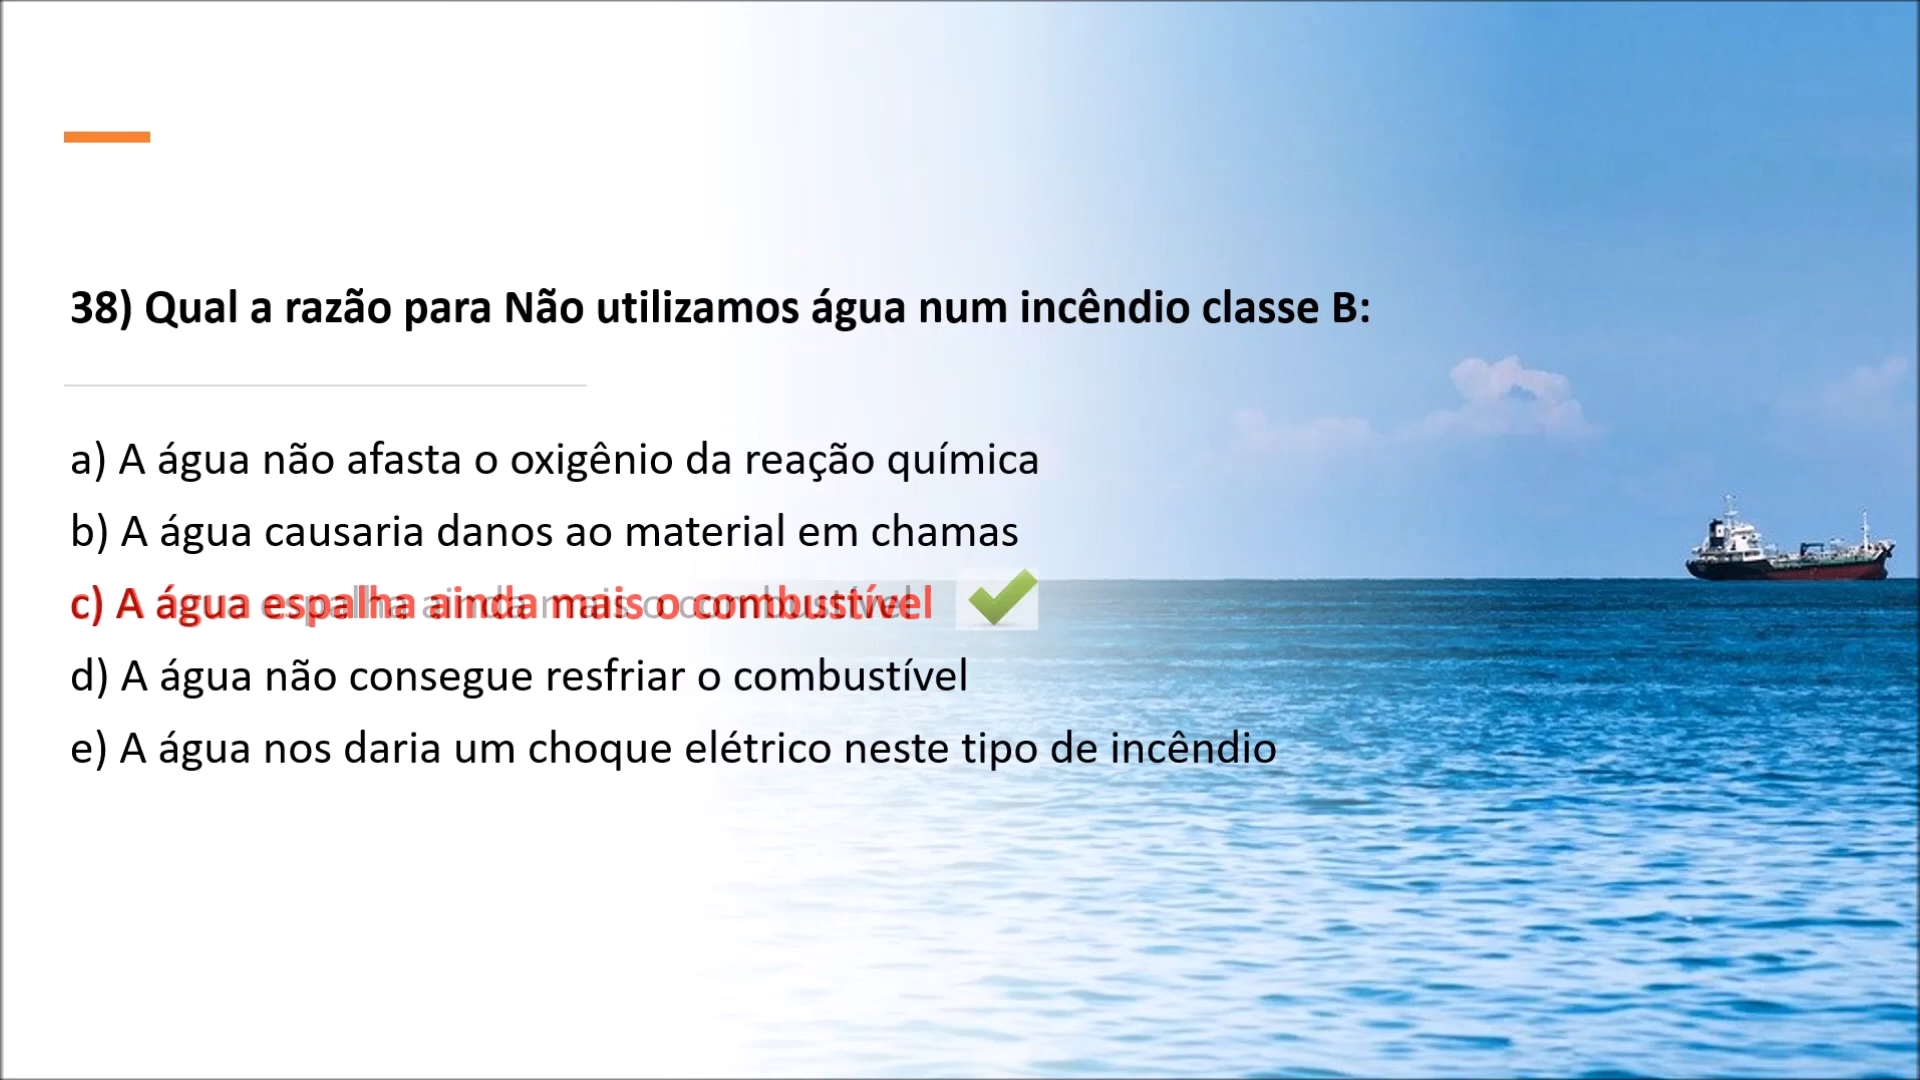 38) Qual a razão para Não utilizamos água num incêndio classe B:
a) A água não afasta o oxigênio da reação química
b) A água causaria danos ao material em chamas
c) A água espalha ainda mais o combustível
d) A água não consegue resfriar o combustível
e) A água nos daria um choque elétrico neste tipo de incêndio